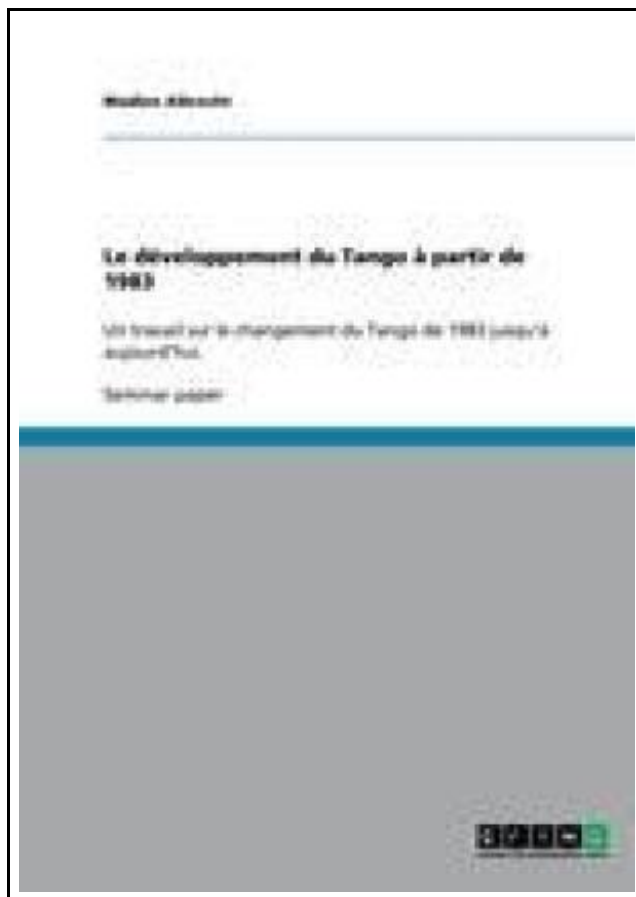 Le développement du Tango à partir de
1983
Un travail sur le changement du Tango de 1983 jusqu'à
aujourd'hui.
Seminar paper
GRIN